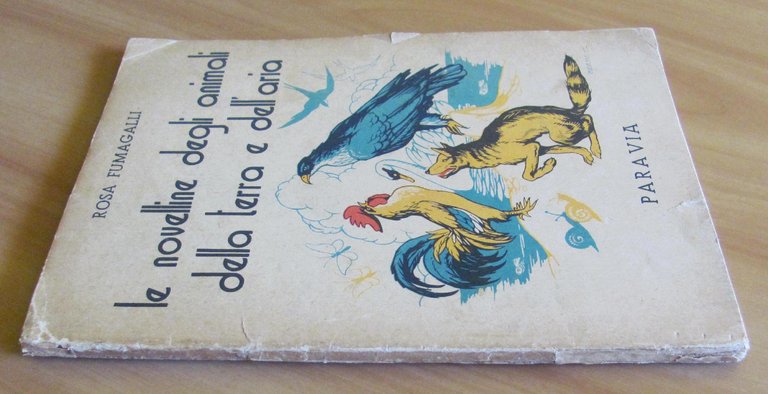 ROSA FUMAGALLI
le novelline degli animali
della terra e dell'aria
PARAVIA